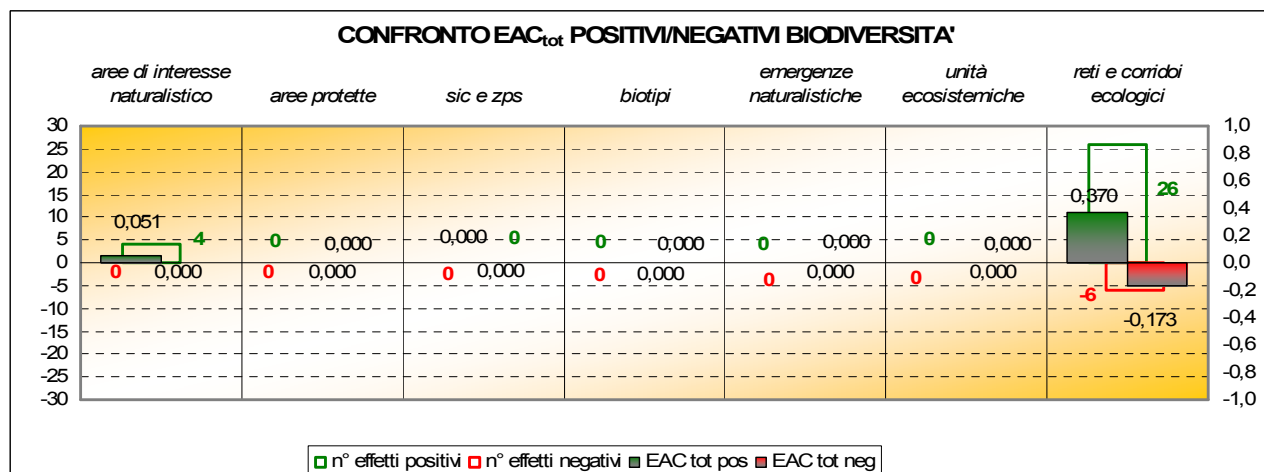 CONFRONTO EACtot POSITIVI/NEGATIVI BIODIVERSITA'
aree di interesse naturalistico
aree protette
sic e zps
biotipi
emergenze naturalistiche
unità ecosistemiche
reti e corridoi ecologici
30 1,0
25 0,8
20 0,6
15 0,4
10 0,2
5 0,0
0 -0,2
-5 -0,4
-10 -0,6
-15 -0,8
-20 -1,0
-25
-30
0,051 4 0 0,000 0,000 0 0 0,000 0 0,000 0 0,000 0,370 26
0 0,000 0 0,000 0 0,000 0 0,000 0 0,000 0 0,000 -6 -0,173
n° effetti positivi n° effetti negativi EAC tot pos EAC tot neg